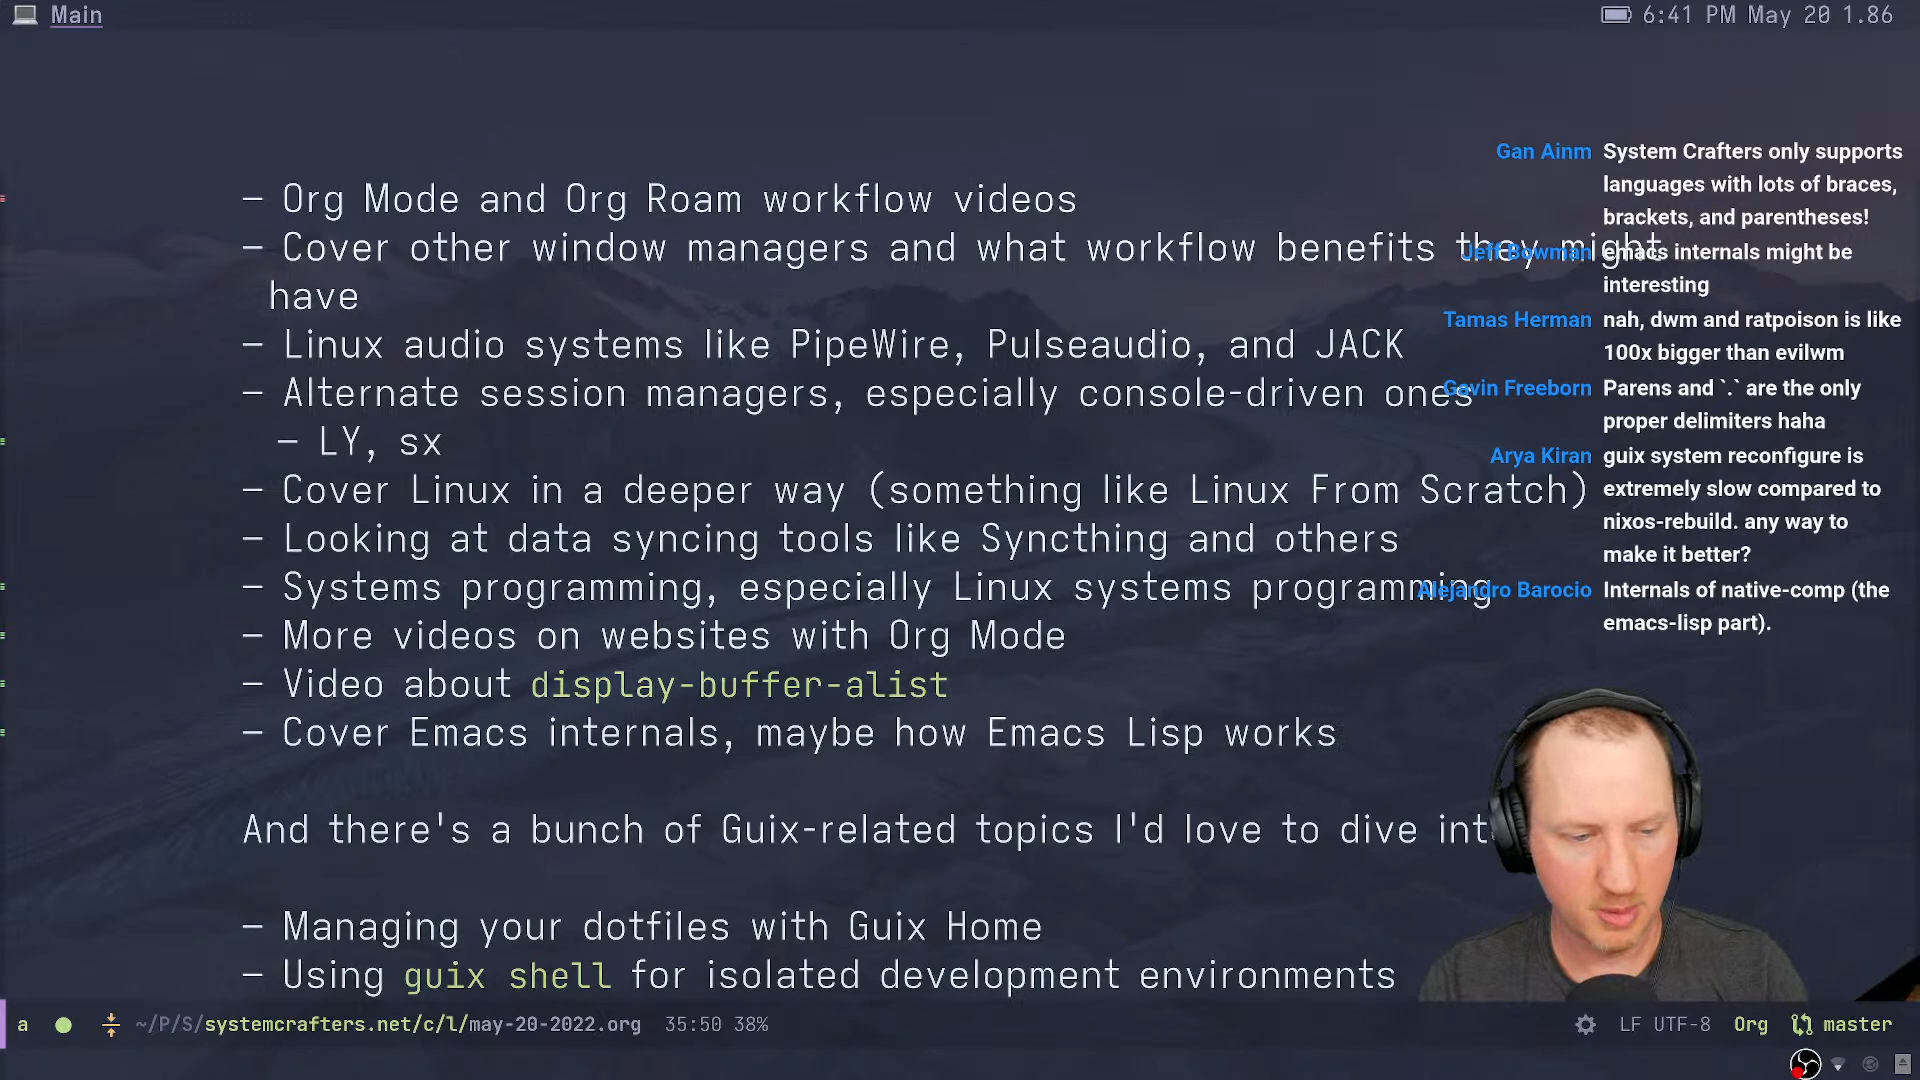 Main
6:41 PM May 20 1.86
– Org Mode and Org Roam workflow videos
– Cover other window managers and what workflow benefits they might
have
– Linux audio systems like PipeWire, Pulseaudio, and JACK
– Alternate session managers, especially console-driven ones
– LY, sx
– Cover Linux in a deeper way (something like Linux From Scratch)
– Looking at data syncing tools like Syncthing and others
– Systems programming, especially Linux systems programming
– More videos on websites with Org Mode
– Video about display-buffer-alist
– Cover Emacs internals, maybe how Emacs Lisp works
And there's a bunch of Guix-related topics I'd love to dive int
– Managing your dotfiles with Guix Home
– Using guix shell for isolated development environments
Gan Ainm System Crafters only supports
languages with lots of braces,
brackets, and parentheses!
Jeff Bowman emacs internals might be
interesting
Tamas Herman nah, dwm and ratpoison is like
100x bigger than evilwm
Gavin Freeborn Parens and `.` are the only
proper delimiters haha
Arya Kiran guix system reconfigure is
extremely slow compared to
nixos-rebuild. any way to
make it better?
Alejandro Barocio Internals of native-comp (the
emacs-lisp part).
a ~/P/S/systemcrafters.net/c/l/may-20-2022.org 35:50 38%
LF UTF-8 Org master